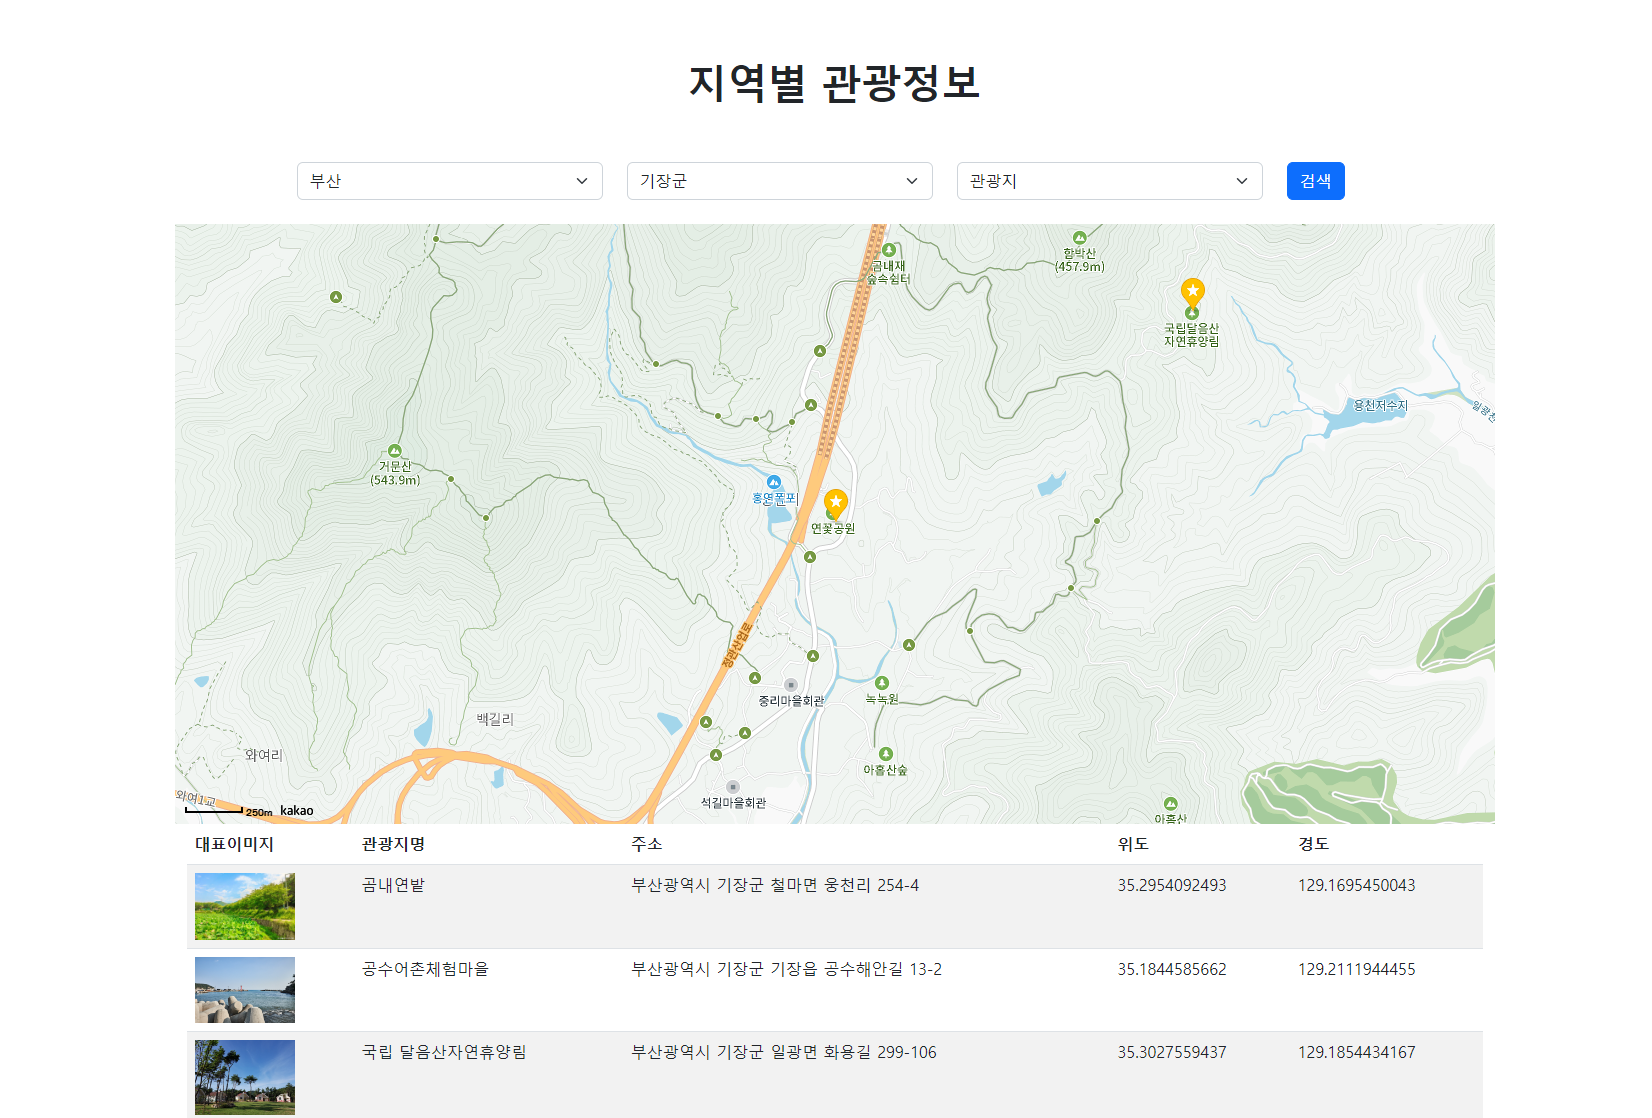 지역별 관광정보
부산
기장군
관광지
검색
곰내재
숲속쉼터
함박산
(457.9m)
국립달음산
자연휴양림
용천저수지
일광천
거문산
(543.9m)
홍연폭포
연꽃공원
정관산업로
중리마을회관
녹녹원
백길리
와여리
아홉산숲
와여1교
250m kakao
석길마을회관
아홉산
대표이미지 관광지명 주소 위도 경도
곰내연밭 부산광역시 기장군 철마면 웅천리 254-4 35.2954092493 129.1695450043
공수어촌체험마을 부산광역시 기장군 기장읍 공수해안길 13-2 35.1844585662 129.2111944455
국립 달음산자연휴양림 부산광역시 기장군 일광면 화용길 299-106 35.3027559437 129.1854434167